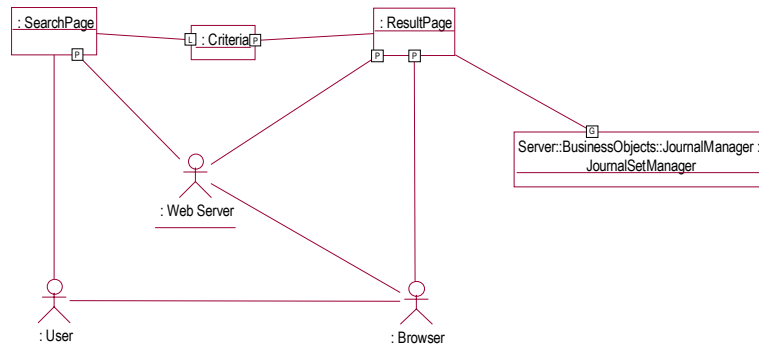 : SearchPage
: ResultPage
L
: Criteria
P
P
P
P
G
Server::BusinessObjects::JournalManager :
JournalSetManager
: Web Server
: User
: Browser